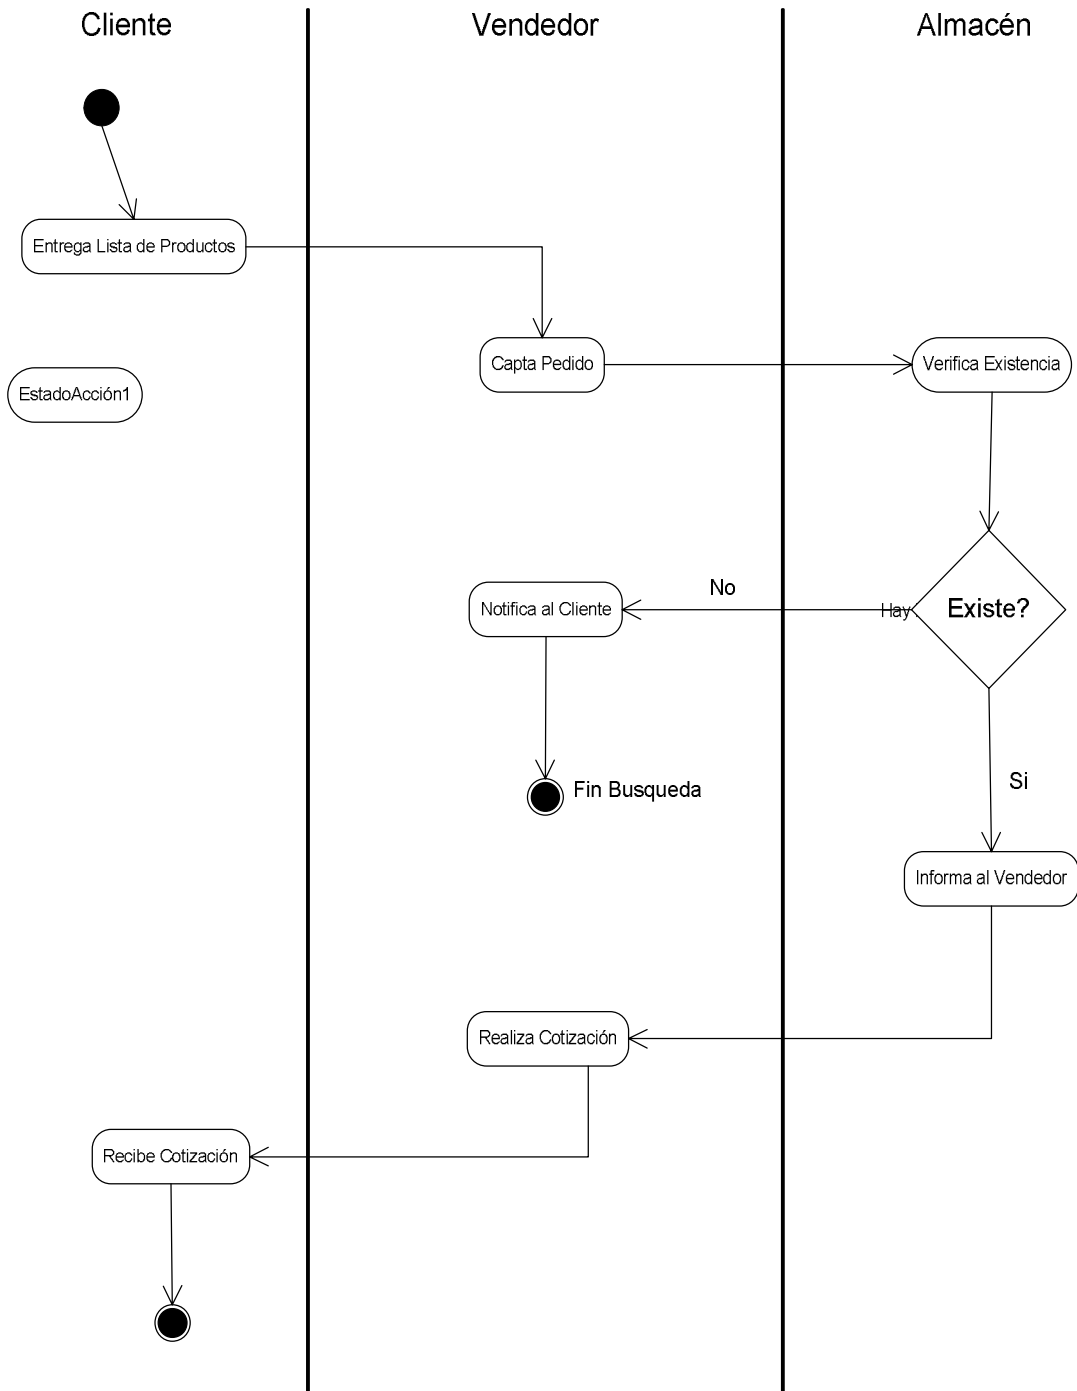 Cliente
Vendedor
Almacén
Entrega Lista de Productos
Capta Pedido
Verifica Existencia
EstadoAcción1
No
Notifica al Cliente
Hay
Existe?
Fin Busqueda
Si
Informa al Vendedor
Realiza Cotización
Recibe Cotización